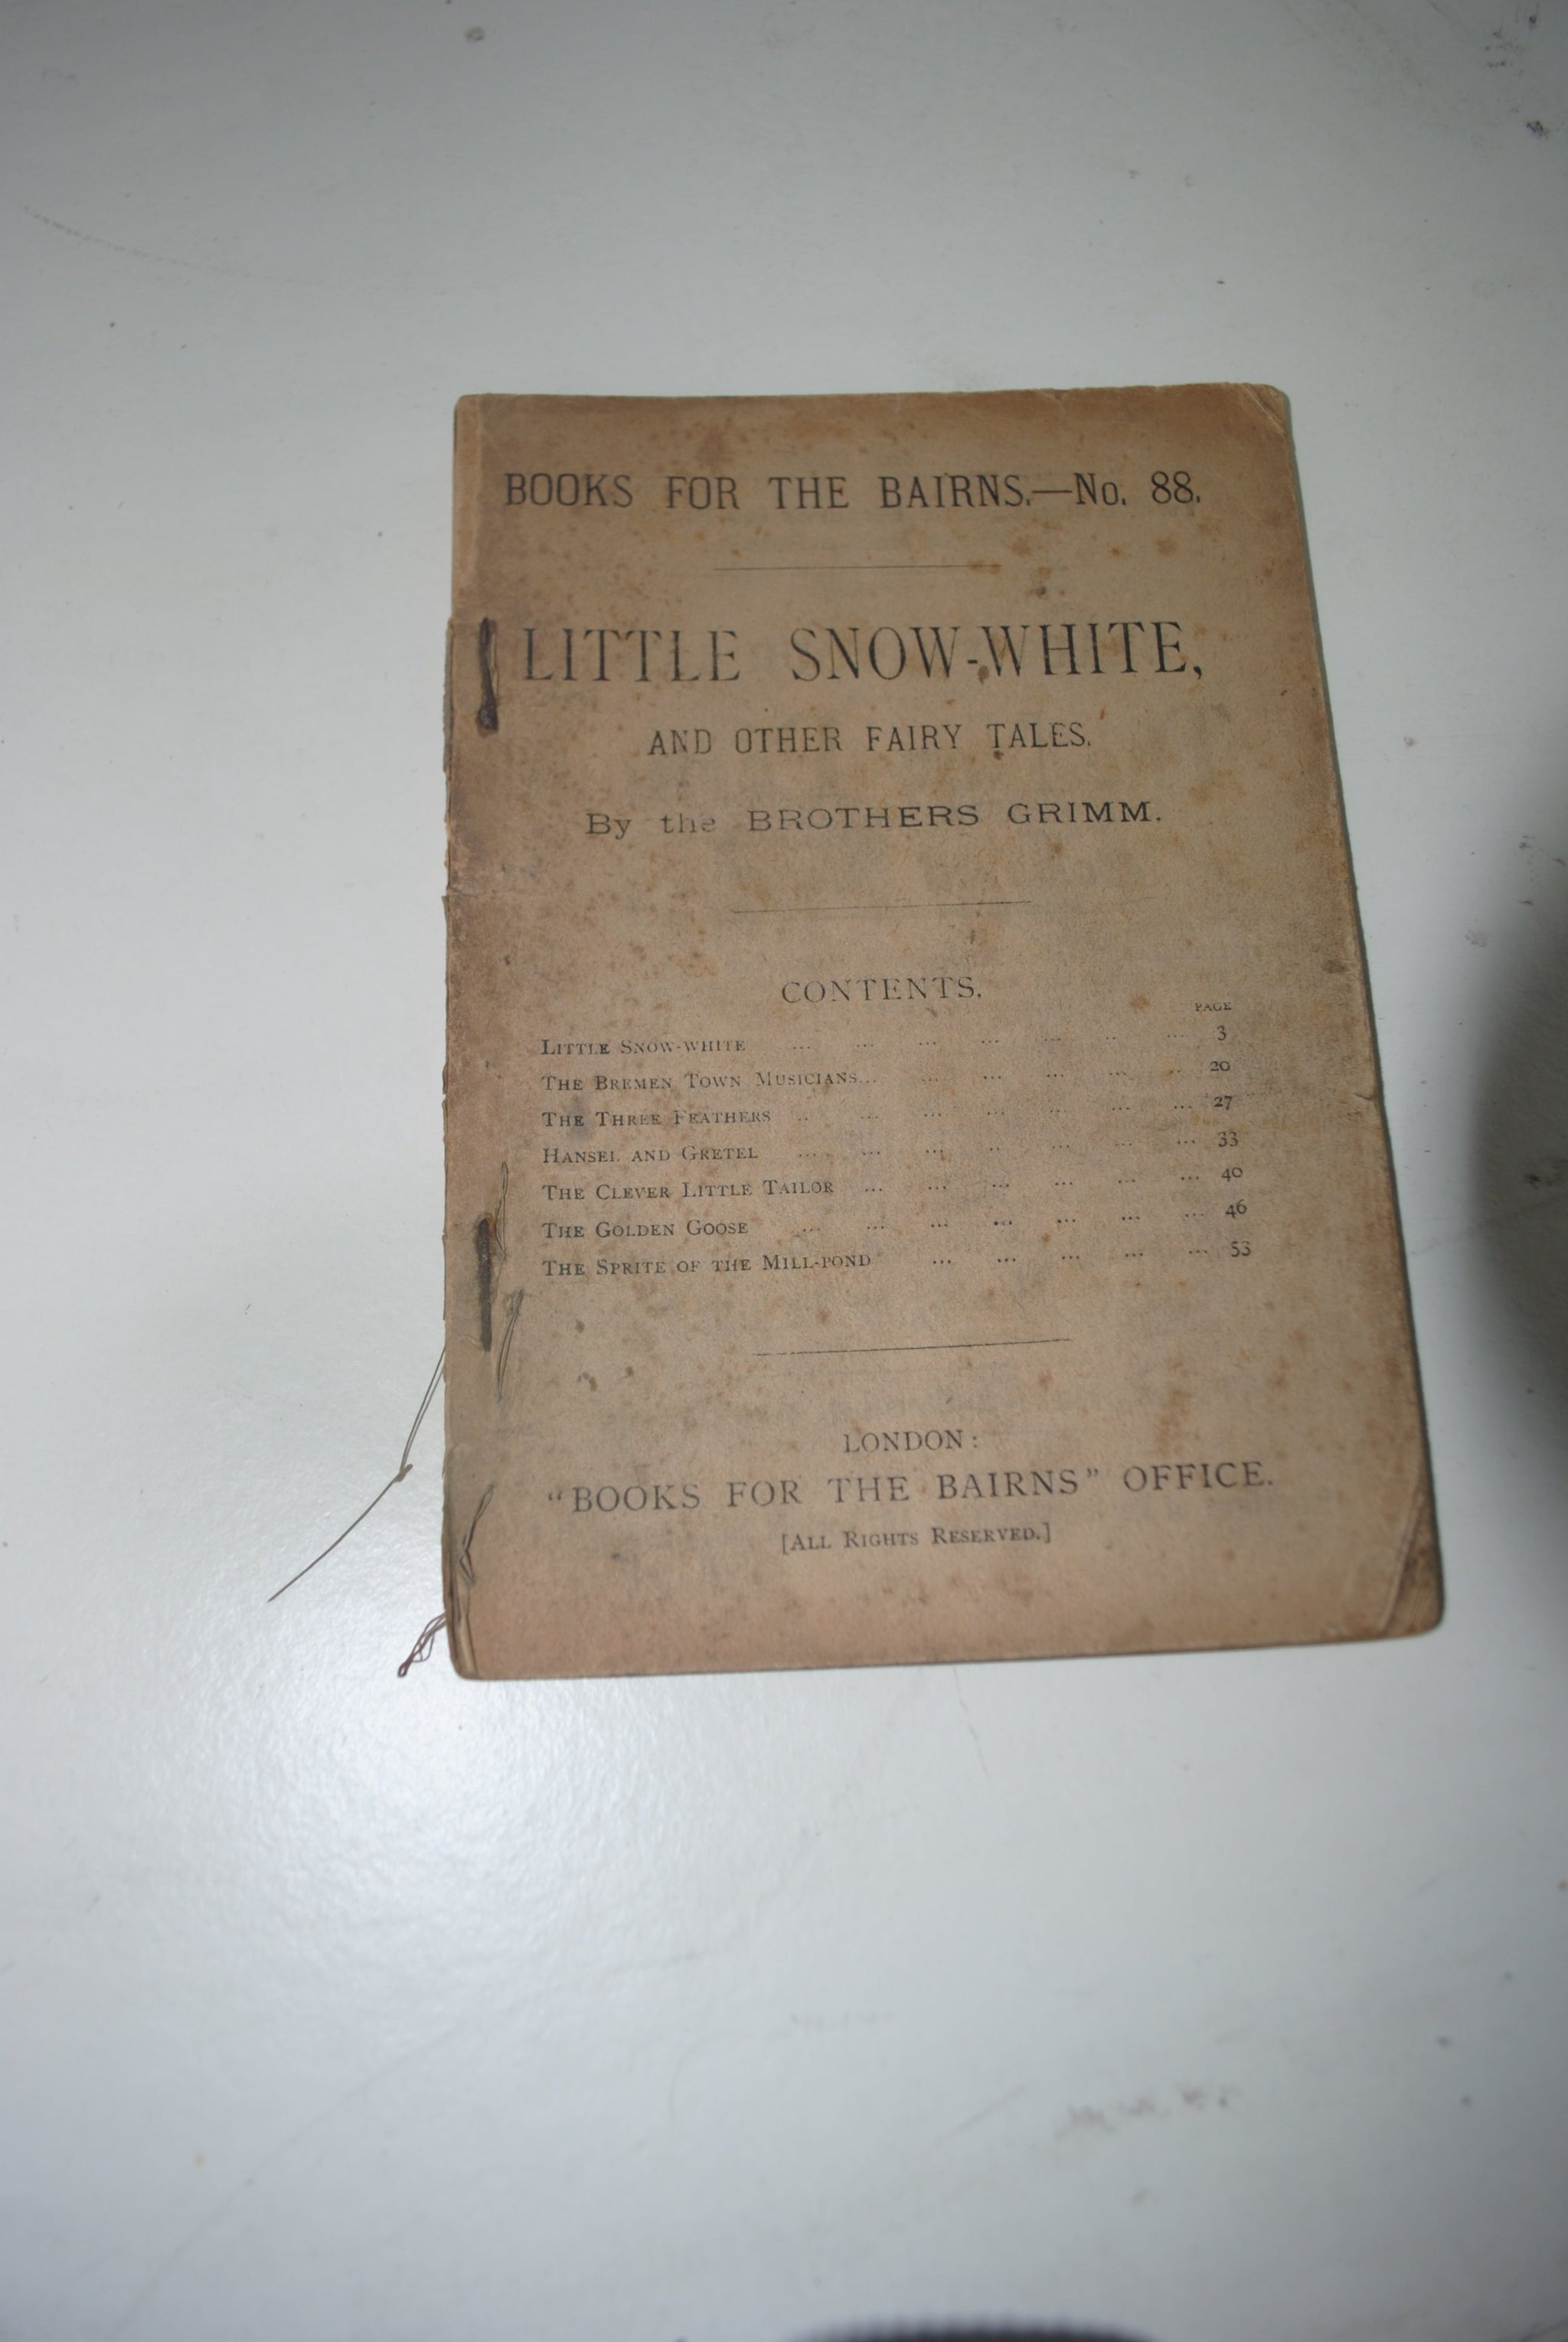 BOOKS FOR THE BAIRNS.—No. 88.
LITTLE SNOW-WHITE,
AND OTHER FAIRY TALES.
By the BROTHERS GRIMM.
CONTENTS.
PAGE
LITTLE SNOW-WHITE ... ... ... ... ... ... ... 3
THE BREMEN TOWN MUSICIANS... ... ... ... ... ... 20
THE THREE FEATHERS ... ... ... ... ... ... ... 27
HANSEL AND GRETEL ... ... ... ... ... ... ... 33
THE CLEVER LITTLE TAILOR ... ... ... ... ... ... 40
THE GOLDEN GOOSE ... ... ... ... ... ... ... 46
THE SPRITE OF THE MILL-POND ... ... ... ... ... 53
LONDON:
"BOOKS FOR THE BAIRNS" OFFICE.
[ALL RIGHTS RESERVED.]